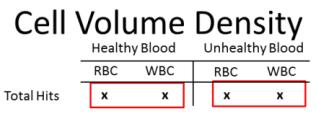 Cell Volume Density
Healthy Blood Unhealthy Blood
RBC WBC RBC WBC
Total Hits x x x x